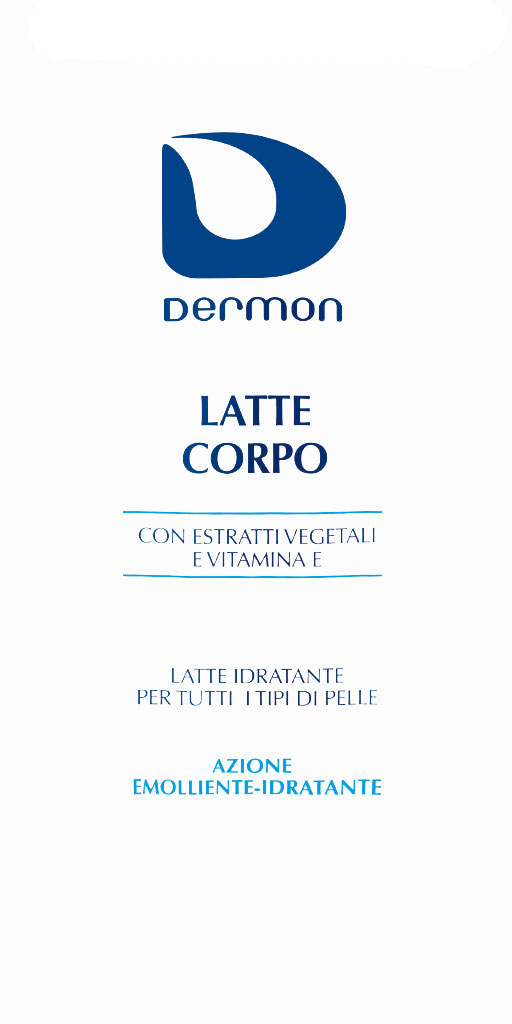 Dermon
LATTE
CORPO
CON ESTRATTI VEGETALI
E VITAMINA E
LATTE IDRATANTE
PER TUTTI I TIPI DI PELLE
AZIONE
EMOLLIENTE-IDRATANTE